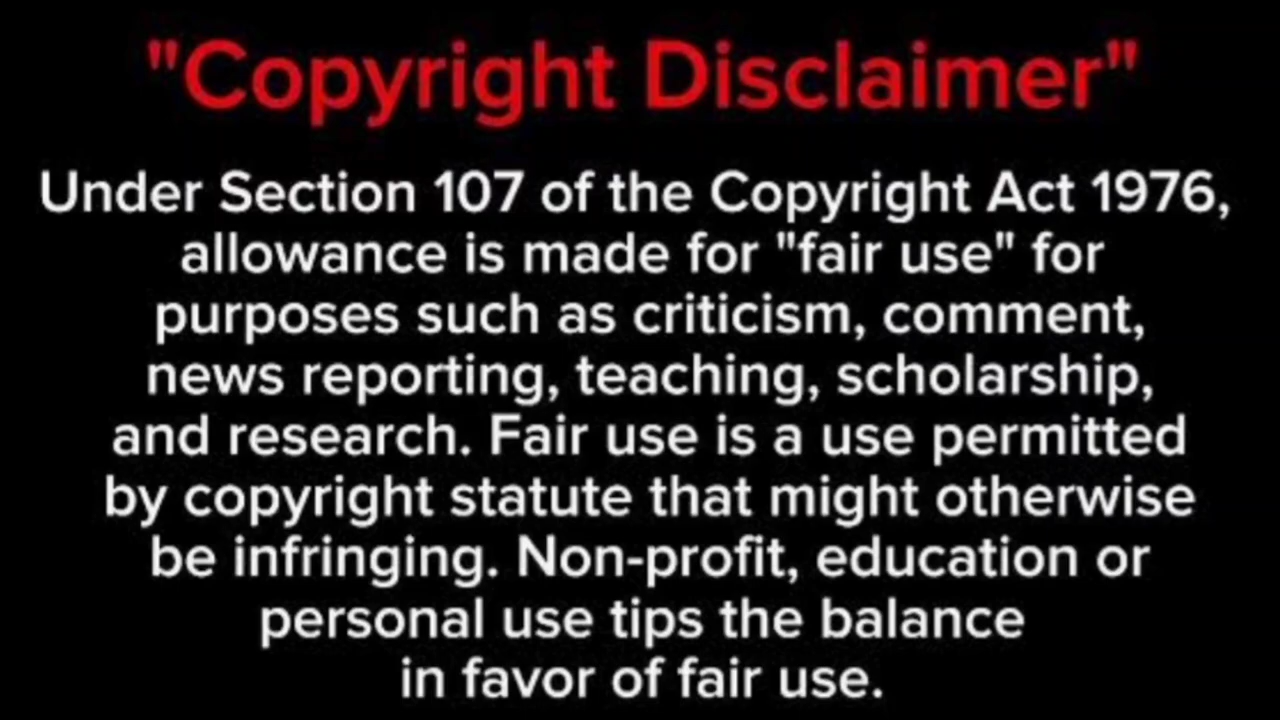 "Copyright Disclaimer"
Under Section 107 of the Copyright Act 1976,
allowance is made for "fair use" for
purposes such as criticism, comment,
news reporting, teaching, scholarship,
and research. Fair use is a use permitted
by copyright statute that might otherwise
be infringing. Non-profit, education or
personal use tips the balance
in favor of fair use.